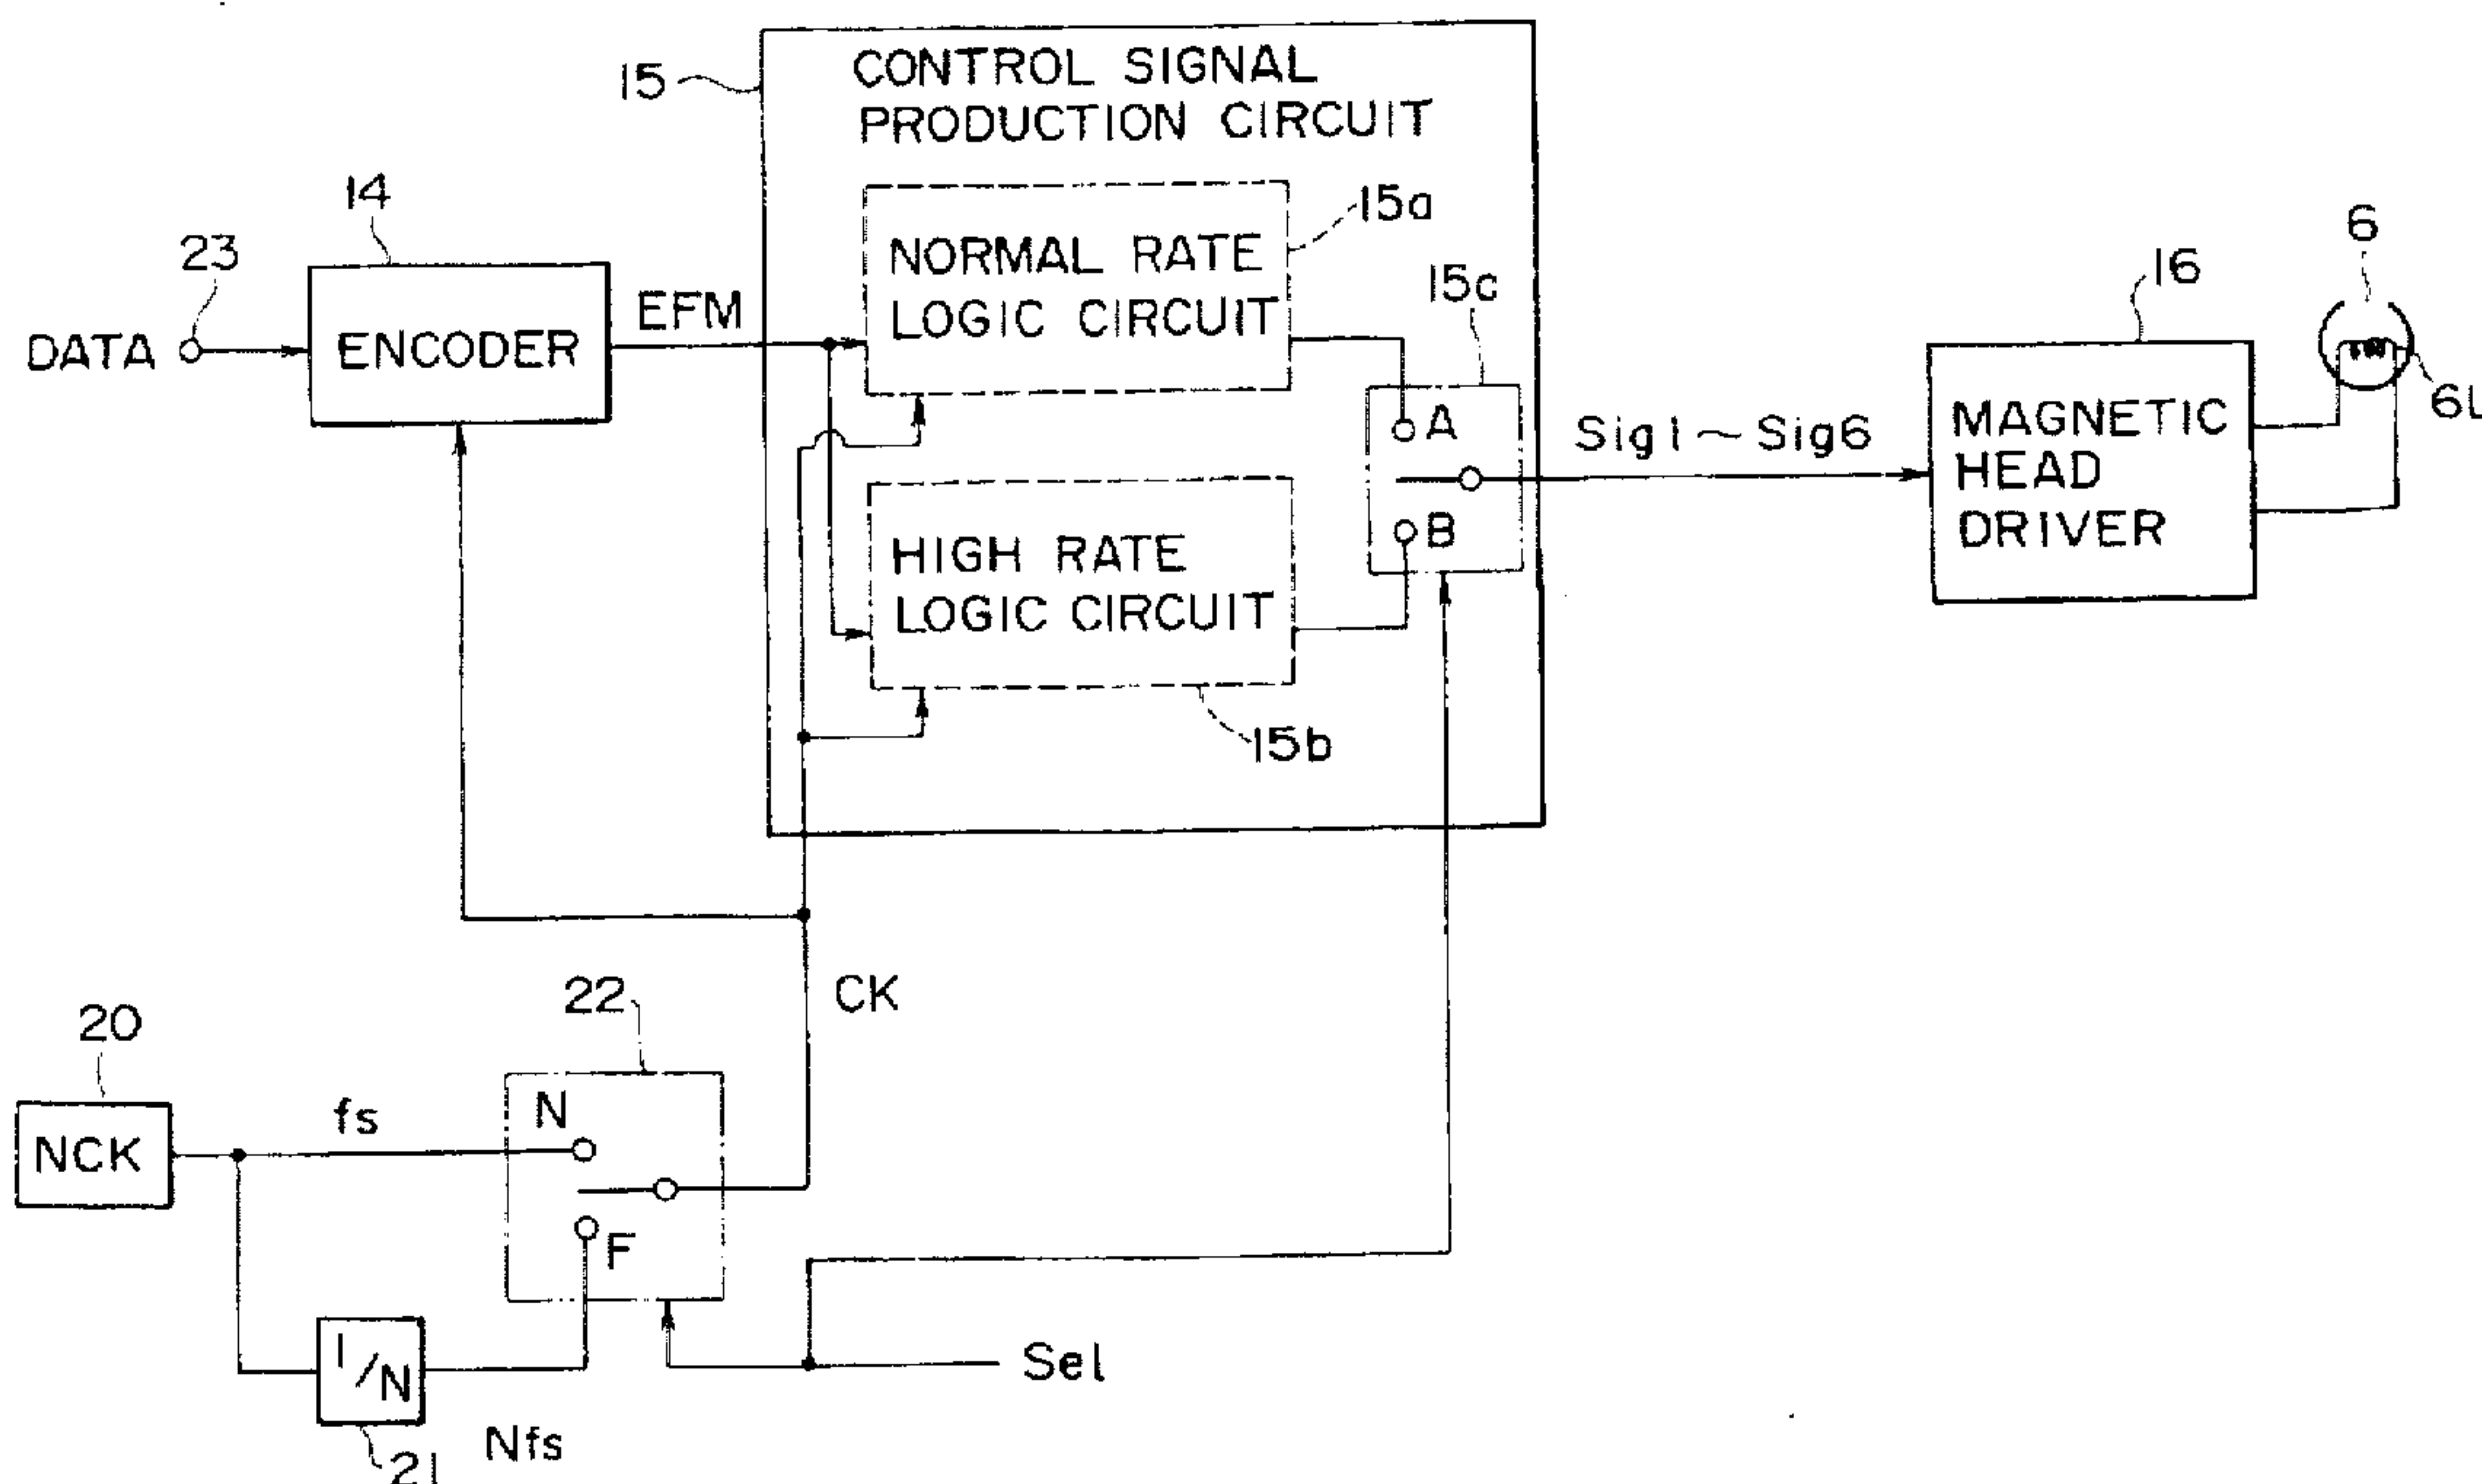 CONTROL SIGNAL
PRODUCTION CIRCUIT
15
14
23
DATA
ENCODER
EFM
NORMAL RATE
LOGIC CIRCUIT
15a
15c
A
B
HIGH RATE
LOGIC CIRCUIT
15b
Sig1~Sig6
16
MAGNETIC
HEAD
DRIVER
6
6L
CK
20
NCK
fs
22
N
F
1/N
21
Nfs
Sel